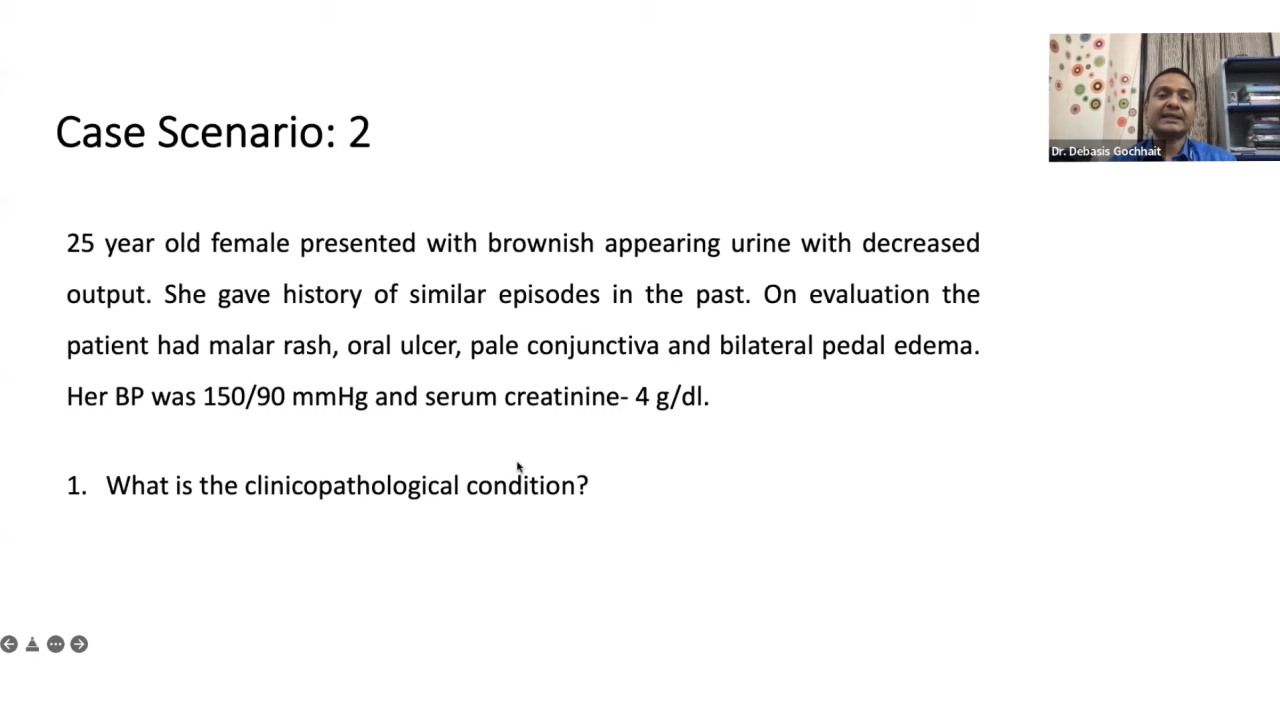 Case Scenario: 2
Dr. Debasis Gochhait
25 year old female presented with brownish appearing urine with decreased
output. She gave history of similar episodes in the past. On evaluation the
patient had malar rash, oral ulcer, pale conjunctiva and bilateral pedal edema.
Her BP was 150/90 mmHg and serum creatinine- 4 g/dl.
1. What is the clinicopathological condition?